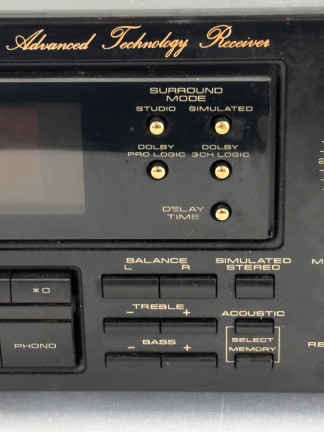 Advanced Technology Receiver
SURROUND
MODE
STUDIO SIMULATED
DOLBY DOLBY
PRO LOGIC 3CH LOGIC
DELAY
TIME
BALANCE SIMULATED
L R STEREO
TREBLE ACOUSTIC
- +
BASS SELECT
- + MEMORY
PHONO